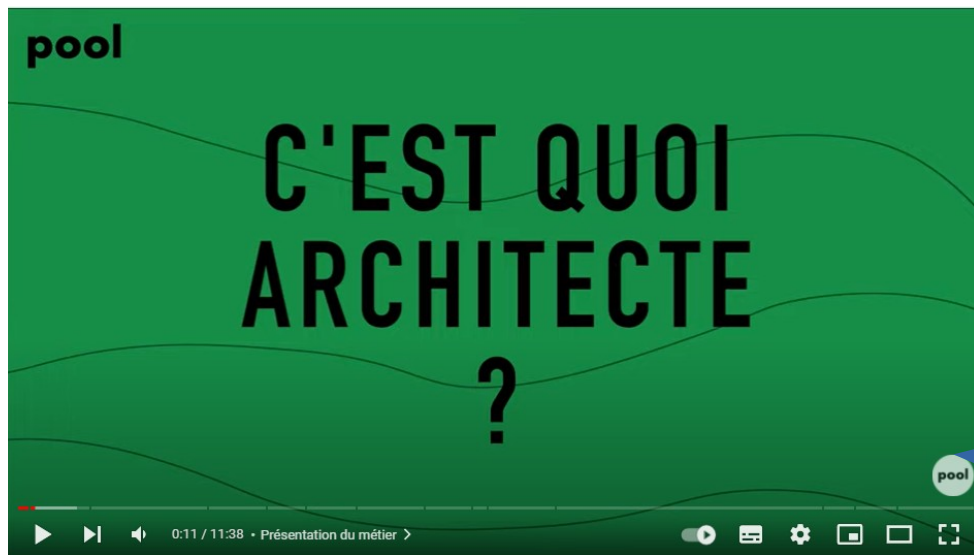 pool
C'EST QUOI
ARCHITECTE
?
pool
0:11 / 11:38 • Présentation du métier >